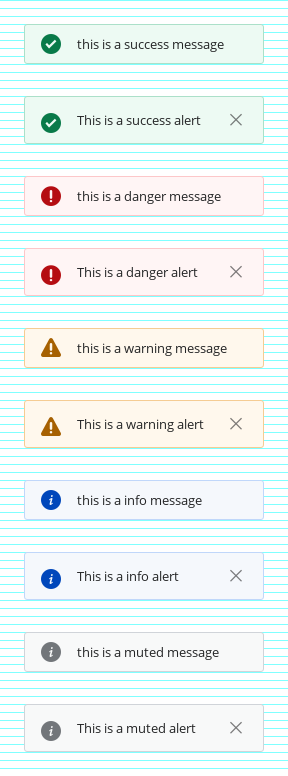 this is a success message
This is a success alert
this is a danger message
This is a danger alert
this is a warning message
This is a warning alert
this is a info message
This is a info alert
this is a muted message
This is a muted alert